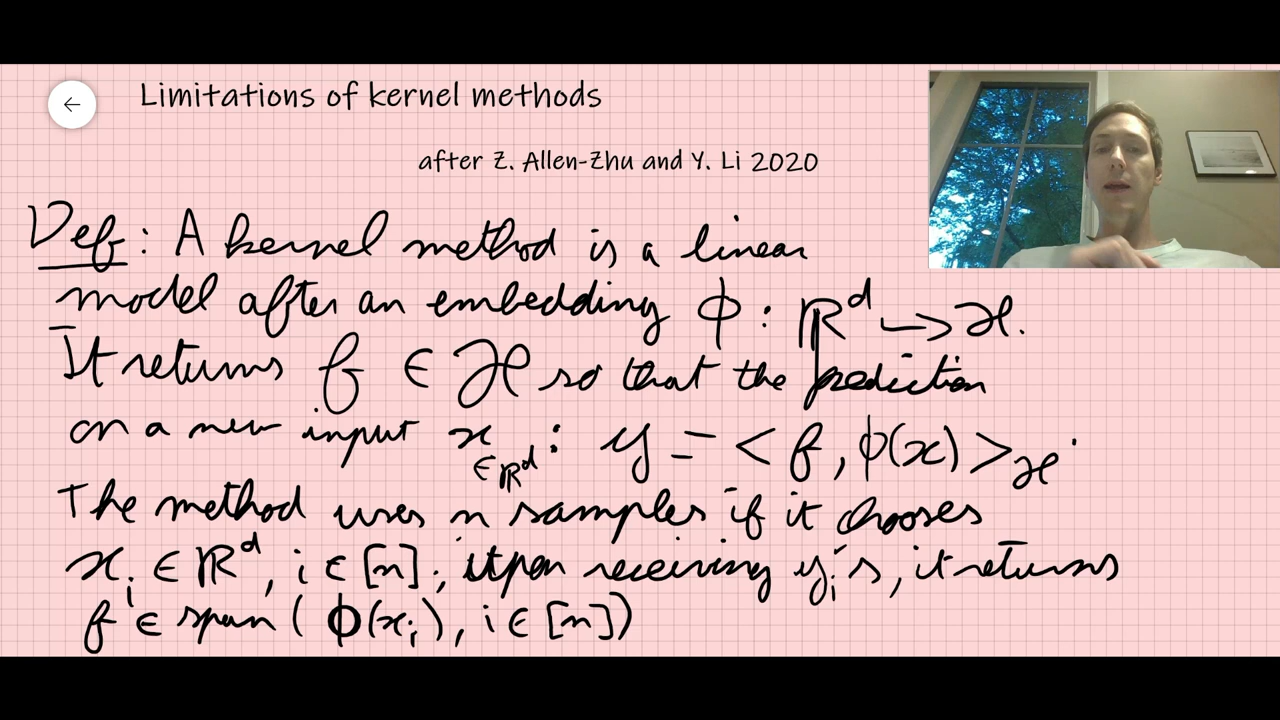 Limitations of kernel methods
after Z. Allen-Zhu and Y. Li 2020
Def: A kernel method is a linear
model after an embedding ϕ: ℝ^d ↪ ℋ.
It returns f ∈ ℋ so that the prediction
on a new input x ∈ ℝ^d : y = < f, ϕ(x) >_ℋ.
The method uses n samples if it chooses
x_i ∈ ℝ^d, i ∈ [n]; upon receiving y_i's, it returns
f ∈ span ( ϕ(x_i), i ∈ [n])